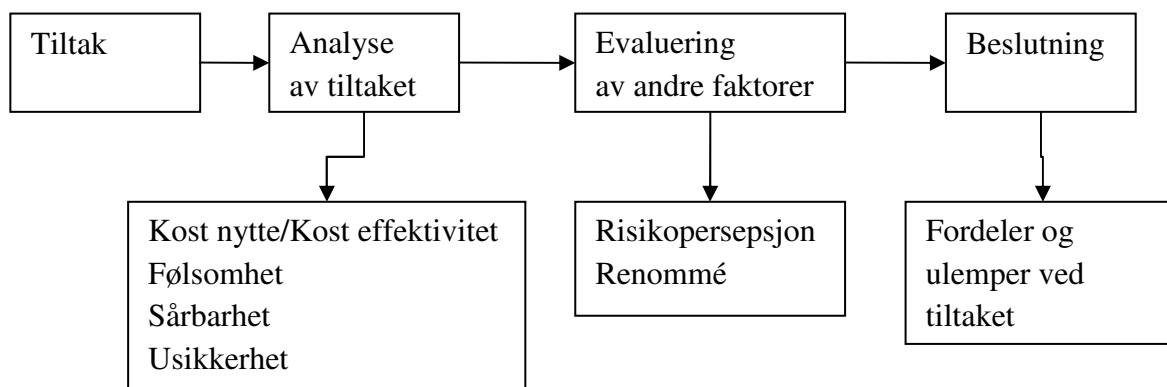 Tiltak
Analyse
av tiltaket
Evaluering
av andre faktorer
Beslutning
Kost nytte/Kost effektivitet
Følsomhet
Sårbarhet
Usikkerhet
Risikopersepsjon
Renommé
Fordeler og
ulemper ved
tiltaket